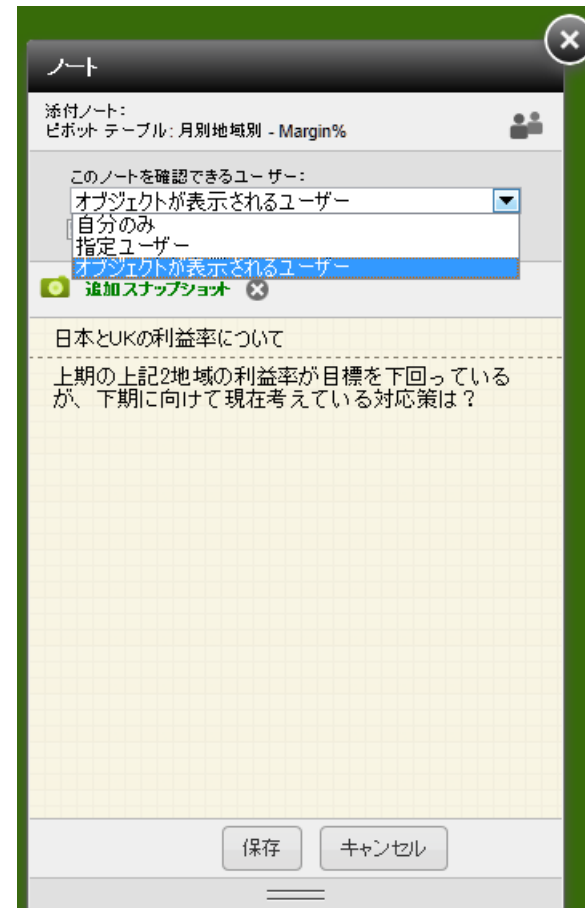 ノート
添付ノート:
ピボット テーブル: 月別地域別 - Margin%
このノートを確認できるユーザー:
オブジェクトが表示されるユーザー
自分のみ
指定ユーザー
オブジェクトが表示されるユーザー
追加スナップショット
日本とUKの利益率について
上期の上記2地域の利益率が目標を下回っている
が、下期に向けて現在考えている対応策は？
保存
キャンセル